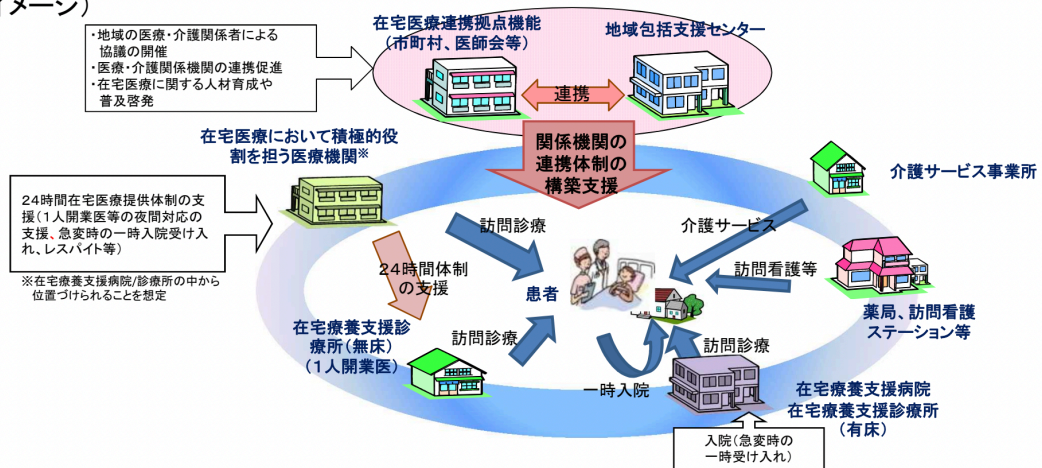 イメージ）
・地域の医療・介護関係者による
協議の開催
・医療・介護関係機関の連携促進
・在宅医療に関する人材育成や
普及啓発
在宅医療連携拠点機能
（市町村、医師会等）
地域包括支援センター
連携
関係機関の
連携体制の
構築支援
在宅医療において積極的役
割を担う医療機関※
介護サービス事業所
24時間在宅医療提供体制の支
援（1人開業医等の夜間対応の
支援、急変時の一時入院受け入
れ、レスパイト等）
※在宅療養支援病院/診療所の中から
位置づけられることを想定
訪問診療
介護サービス
24時間体制
の支援
訪問看護等
患者
薬局、訪問看護
ステーション等
在宅療養支援診
療所（無床）
（1人開業医）
訪問診療
訪問診療
一時入院
在宅療養支援病院
在宅療養支援診療所
（有床）
入院（急変時の
一時受け入れ）